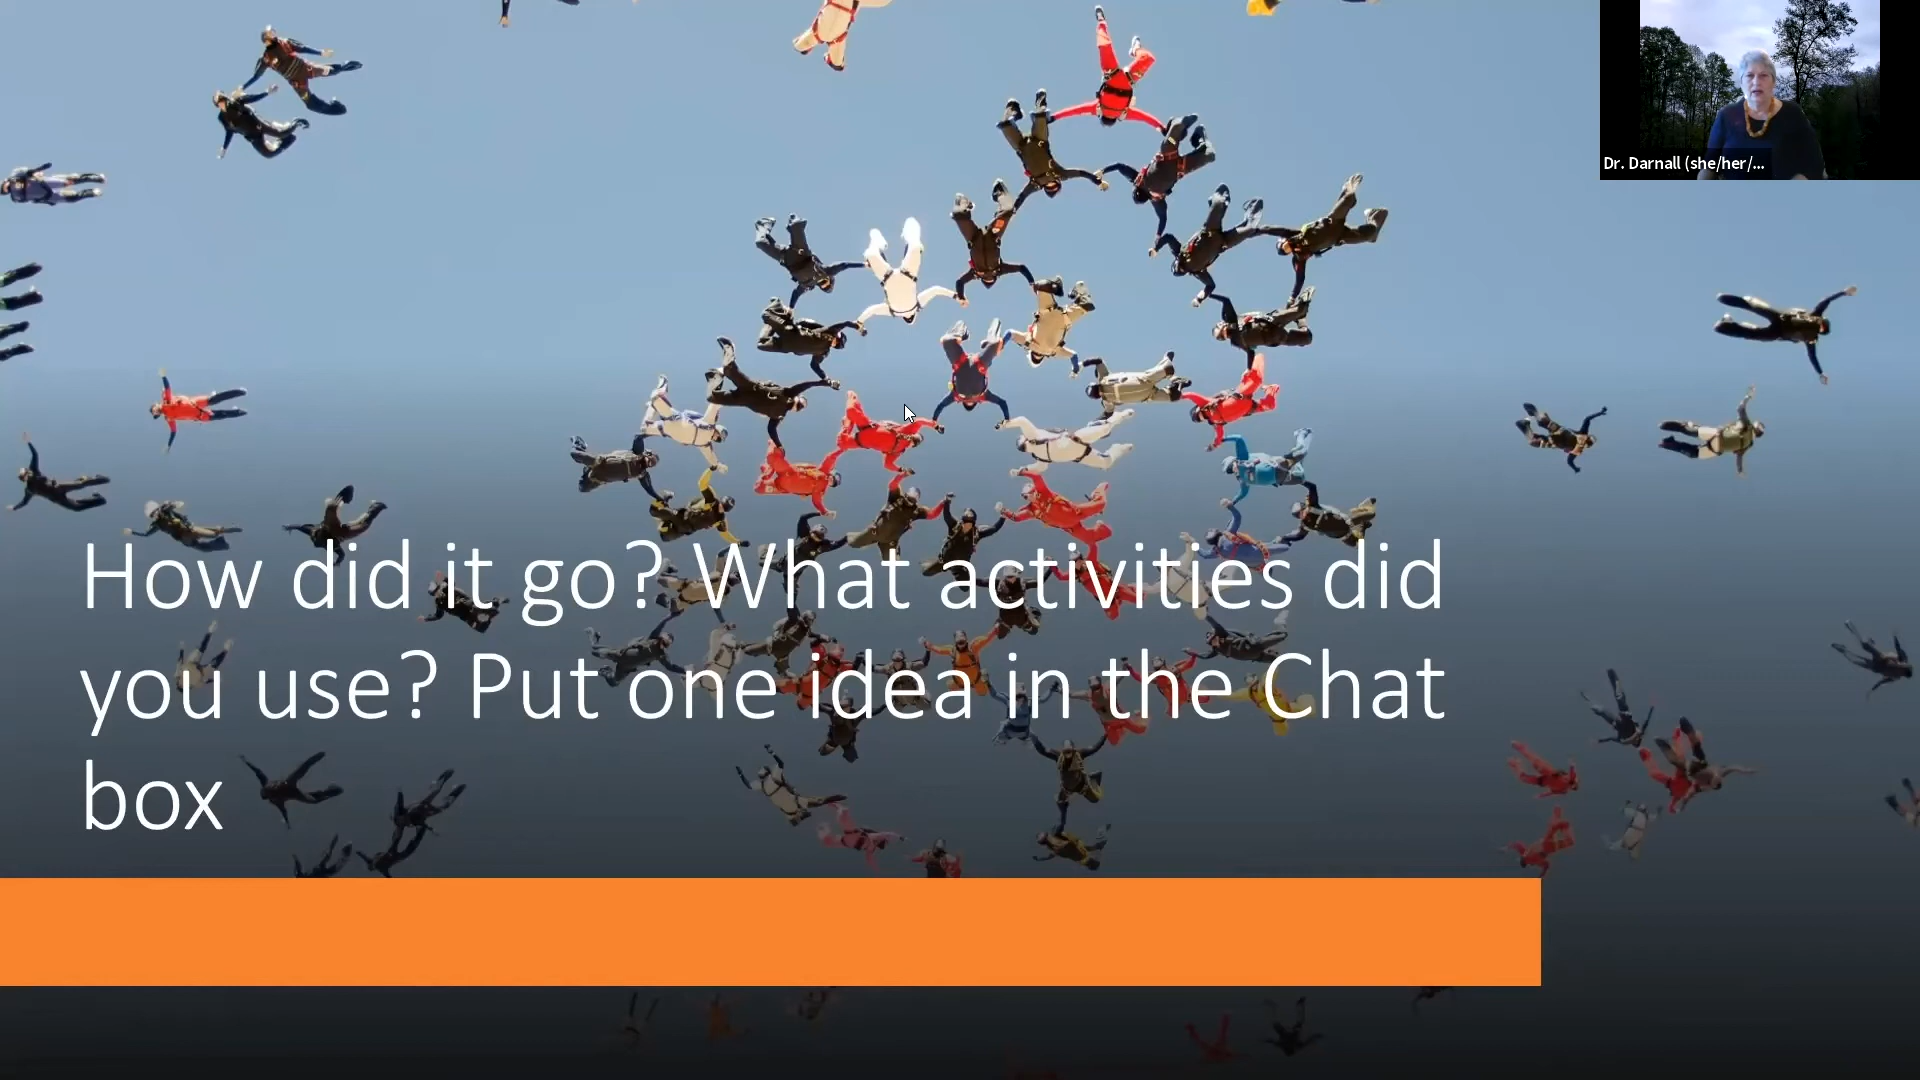 Dr. Darnall (she/her/...
How did it go? What activities did
you use? Put one idea in the Chat
box